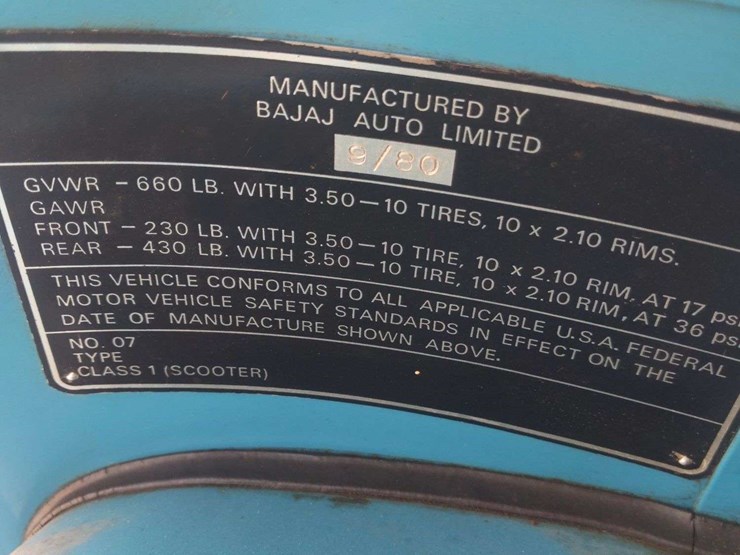 MANUFACTURED BY
BAJAJ AUTO LIMITED
9/80
GVWR – 660 LB. WITH 3.50—10 TIRES, 10 x 2.10 RIMS.
GAWR
FRONT – 230 LB. WITH 3.50—10 TIRE, 10 x 2.10 RIM, AT 17 psi
REAR – 430 LB. WITH 3.50—10 TIRE, 10 x 2.10 RIM, AT 36 psi
THIS VEHICLE CONFORMS TO ALL APPLICABLE U.S.A. FEDERAL
MOTOR VEHICLE SAFETY STANDARDS IN EFFECT ON THE
DATE OF MANUFACTURE SHOWN ABOVE.
NO. 07
TYPE
CLASS 1 (SCOOTER)